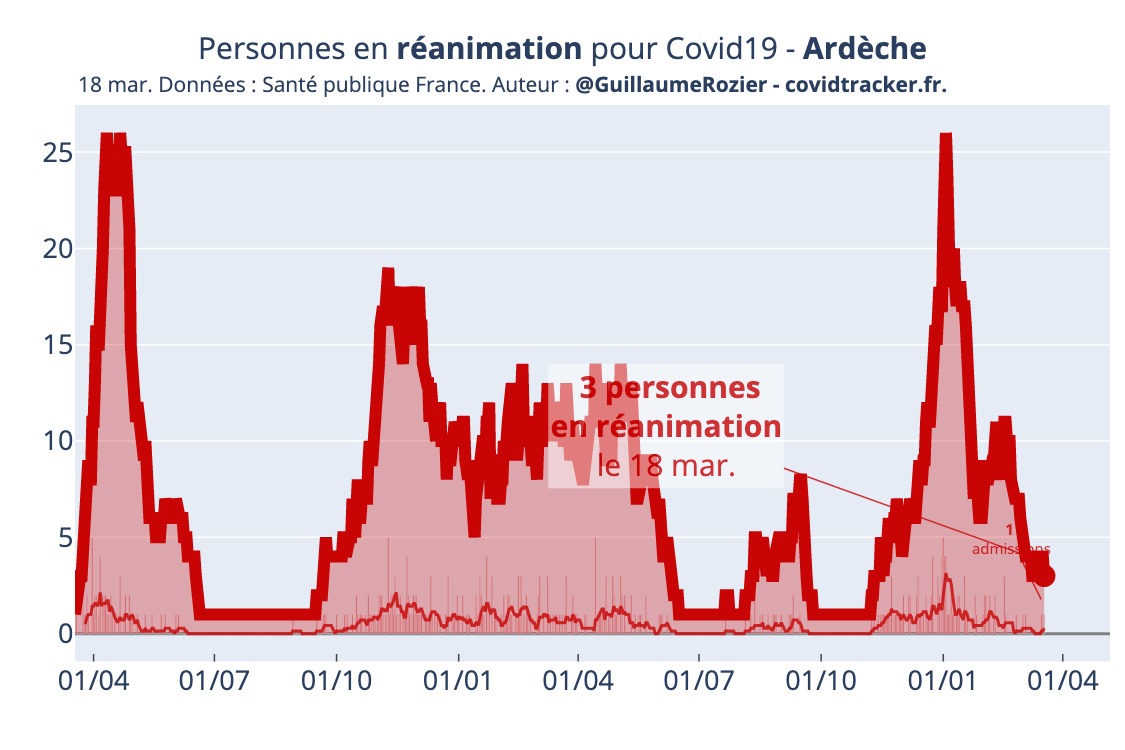 Personnes en réanimation pour Covid19 - Ardèche
18 mar. Données : Santé publique France. Auteur : @GuillaumeRozier - covidtracker.fr.
25
20
15
10
5
0
3 personnes
en réanimation
le 18 mar.
1
admissions
01/04 01/07 01/10 01/01 01/04 01/07 01/10 01/01 01/04